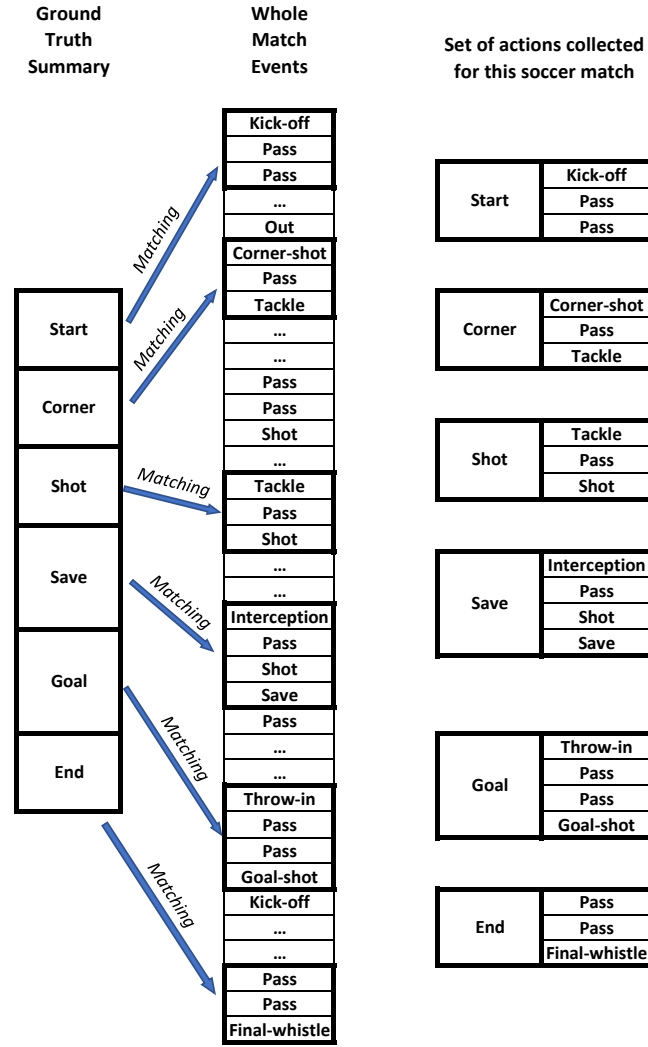 Ground
Truth
Summary
Whole
Match
Events
Set of actions collected
for this soccer match
Start
Corner
Shot
Save
Goal
End
Matching
Matching
Matching
Matching
Matching
Matching
Kick-off
Pass
Pass
...
Out
Corner-shot
Pass
Tackle
...
...
Pass
Pass
Shot
...
Tackle
Pass
Shot
...
...
Interception
Pass
Shot
Save
Pass
...
...
Throw-in
Pass
Pass
Goal-shot
Kick-off
...
...
Pass
Pass
Final-whistle
Start
Kick-off
Pass
Pass
Corner
Corner-shot
Pass
Tackle
Shot
Tackle
Pass
Shot
Save
Interception
Pass
Shot
Save
Goal
Throw-in
Pass
Pass
Goal-shot
End
Pass
Pass
Final-whistle